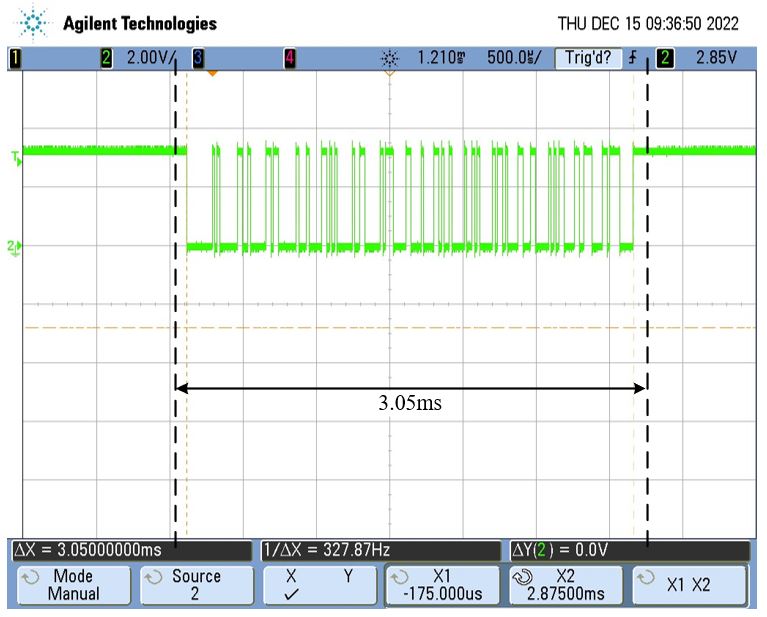 Agilent Technologies THU DEC 15 09:36:50 2022
1 2 2.00V/ 3 4 1.210m/s 500.0us/ Trig'd? 2 2.85V
T
2
3.05ms
ΔX = 3.05000000ms 1/ΔX = 327.87Hz ΔY(2) = 0.0V
Mode Source X Y X1 X2 X1 X2
Manual 2 ✓ -175.000us 2.87500ms